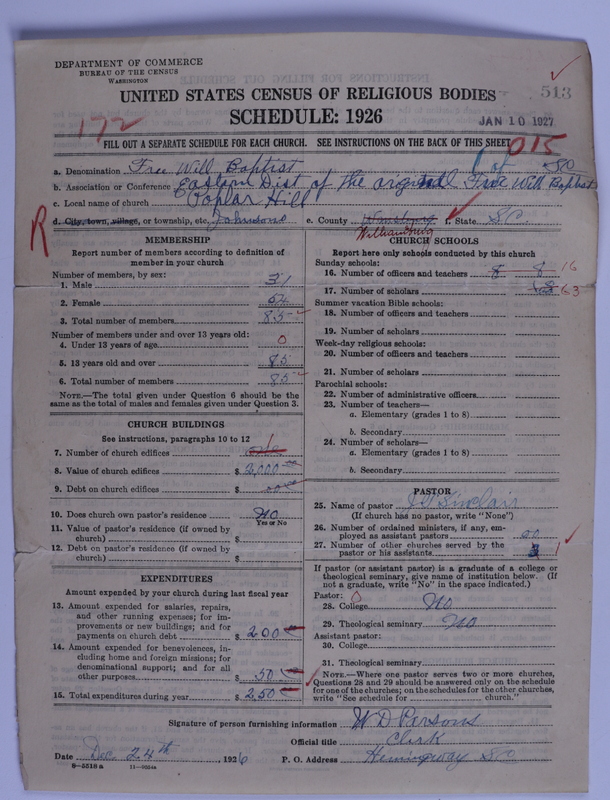 DEPARTMENT OF COMMERCE
BUREAU OF THE CENSUS
WASHINGTON
UNITED STATES CENSUS OF RELIGIOUS BODIES
513
SCHEDULE: 1926
JAN 10 1927
172
FILL OUT A SEPARATE SCHEDULE FOR EACH CHURCH. SEE INSTRUCTIONS ON THE BACK OF THIS SHEET
015
a. Denomination Free Will Baptist
b. Association or Conference Eastern Dist of the original Free Will Baptist of SC
c. Local name of church Poplar Hill
R
d. City, town, village, or township, etc. Johnsons e. County Williamsburg f. State S.C.
MEMBERSHIP
Report number of members according to definition of
member in your church
Number of members, by sex:
1. Male 31
2. Female 54
3. Total number of members 85
Number of members under and over 13 years old:
4. Under 13 years of age 0
5. 13 years old and over 85
6. Total number of members 85
NOTE.—The total given under Question 6 should be the
same as the total of males and females given under Question 3.
CHURCH BUILDINGS
See instructions, paragraphs 10 to 12
7. Number of church edifices 1
8. Value of church edifices $ 2,000
9. Debt on church edifices $
10. Does church own pastor's residence No
Yes or No
11. Value of pastor's residence (if owned by
church) $
12. Debt on pastor's residence (if owned by
church) $
EXPENDITURES
Amount expended by your church during last fiscal year
13. Amount expended for salaries, repairs,
and other running expenses; for im-
provements or new buildings; and for
payments on church debt $ 200
14. Amount expended for benevolences, in-
cluding home and foreign missions; for
denominational support; and for all
other purposes $ 50
15. Total expenditures during year $ 2,50
CHURCH SCHOOLS
Report here only schools conducted by this church
Sunday schools:
16. Number of officers and teachers 8 8 16
17. Number of scholars 63
Summer vacation Bible schools:
18. Number of officers and teachers
19. Number of scholars
Week-day religious schools:
20. Number of officers and teachers
21. Number of scholars
Parochial schools:
22. Number of administrative officers
23. Number of teachers—
a. Elementary (grades 1 to 8)
b. Secondary
24. Number of scholars—
a. Elementary (grades 1 to 8)
b. Secondary
PASTOR
25. Name of pastor Sinclair
(If church has no pastor, write "None")
26. Number of ordained ministers, if any, em-
ployed as assistant pastors
27. Number of other churches served by the
pastor or his assistants 1
If pastor (or assistant pastor) is a graduate of a college or
theological seminary, give name of institution below. (If
not a graduate, write "No" in the space indicated.)
Pastor: 0
28. College No
29. Theological seminary No
Assistant pastor:
30. College
31. Theological seminary
NOTE.—Where one pastor serves two or more churches,
Questions 28 and 29 should be answered only on the schedule
for one of the churches; on the schedules for the other churches,
write "See schedule for church."
Signature of person furnishing information W D Persons
Official title Clerk
Date Dec 24th 1926 P. O. Address Hemingway SC
8-5518a 11-9024a